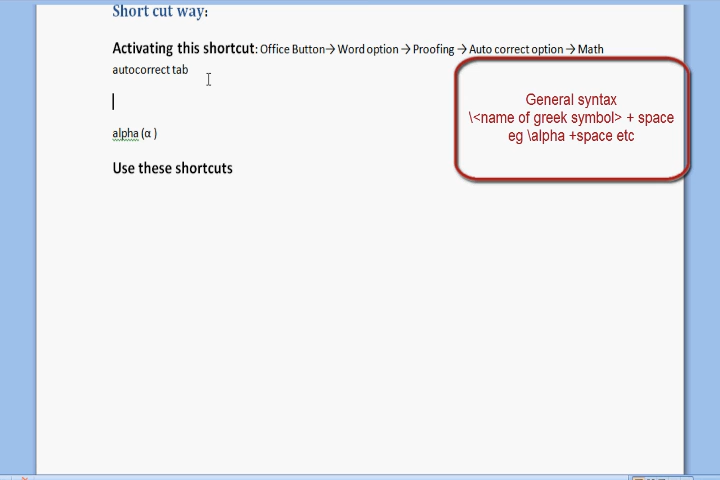 Short cut way:
Activating this shortcut: Office Button→ Word option → Proofing → Auto correct option → Math
autocorrect tab
General syntax
\<name of greek symbol> + space
eg \alpha +space etc
alpha (α )
Use these shortcuts